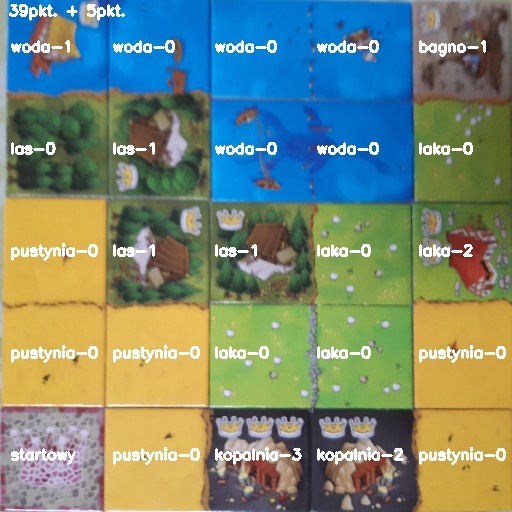 39pkt. + 5pkt.
woda-1 woda-0 woda-0 woda-0 bagno-1
las-0 las-1 woda-0 woda-0 laka-0
pustynia-0 las-1 las-1 laka-0 laka-2
pustynia-0 pustynia-0 laka-0 laka-0 pustynia-0
startowy pustynia-0 kopalnia-3 kopalnia-2 pustynia-0